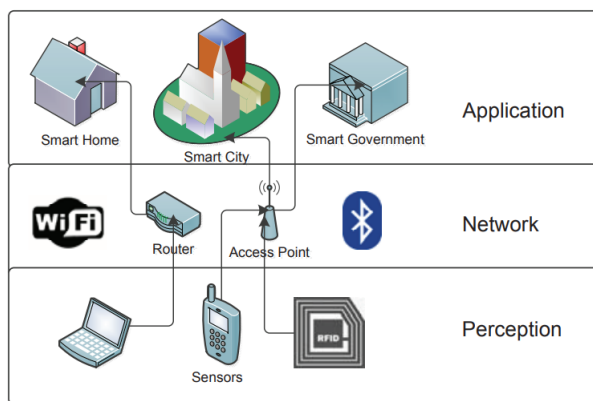 Smart Home
Smart City
Smart Government
Application
WiFi
Router
Access Point
Network
Sensors
RFID
Perception